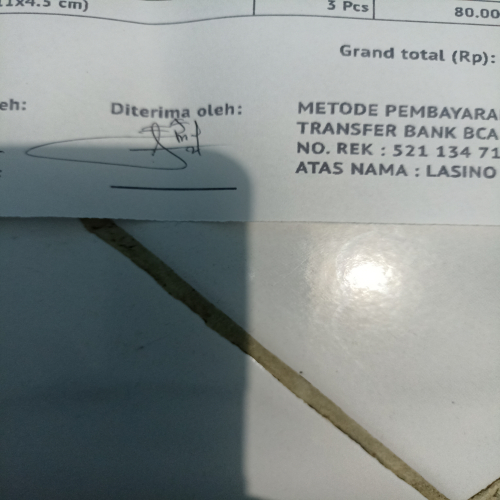 11x4.5 cm) 3 Pcs 80.00
Grand total (Rp):
eh: Diterima oleh: METODE PEMBAYARA
TRANSFER BANK BCA
NO. REK : 521 134 71
ATAS NAMA : LASINO